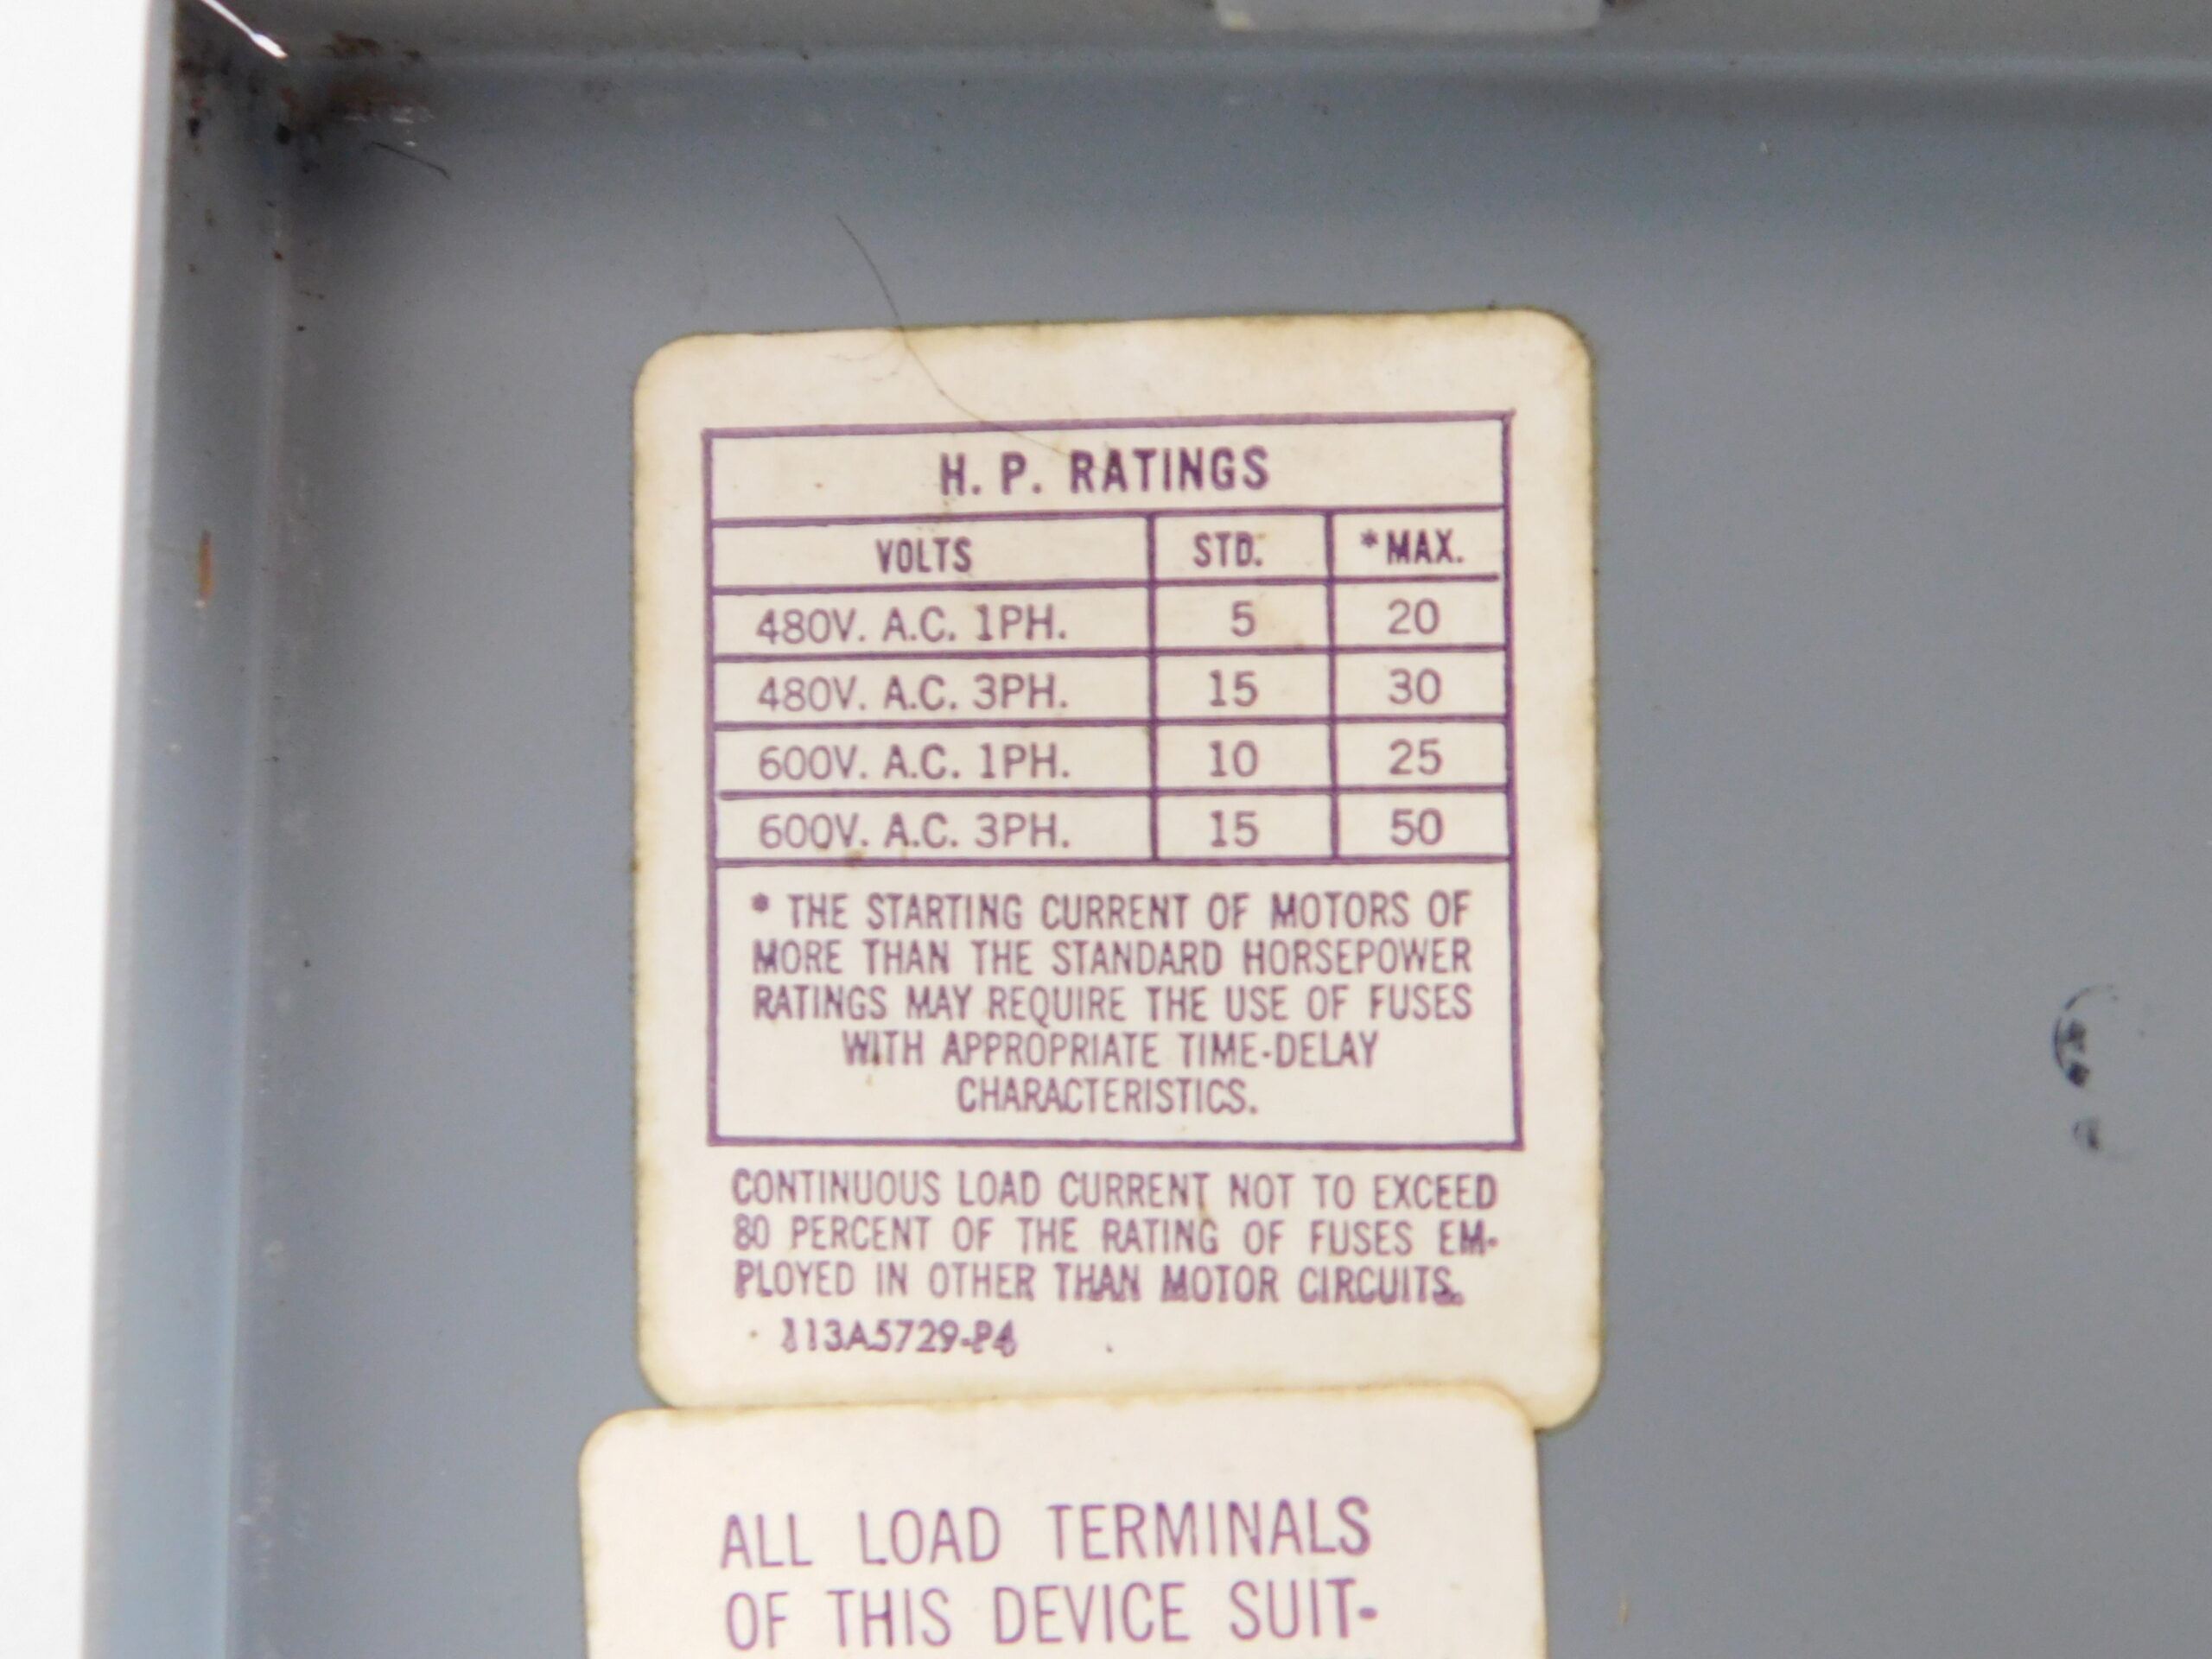 H. P. RATINGS
VOLTS STD. *MAX.
480V. A.C. 1PH. 5 20
480V. A.C. 3PH. 15 30
600V. A.C. 1PH. 10 25
600V. A.C. 3PH. 15 50
* THE STARTING CURRENT OF MOTORS OF
MORE THAN THE STANDARD HORSEPOWER
RATINGS MAY REQUIRE THE USE OF FUSES
WITH APPROPRIATE TIME-DELAY
CHARACTERISTICS.
CONTINUOUS LOAD CURRENT NOT TO EXCEED
80 PERCENT OF THE RATING OF FUSES EM-
PLOYED IN OTHER THAN MOTOR CIRCUITS.
113A5729-P4
ALL LOAD TERMINALS
OF THIS DEVICE SUIT-